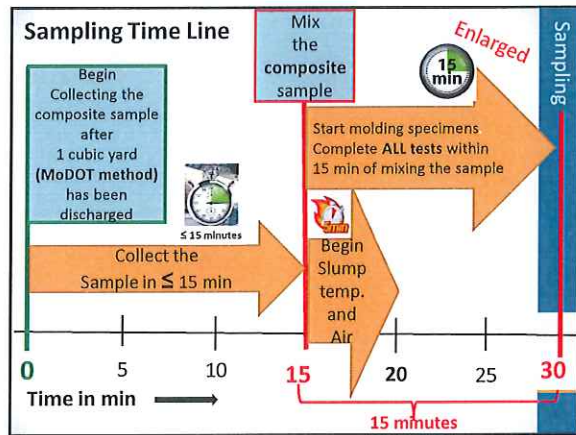 Sampling Time Line
Mix
the
composite
sample
Enlarged
Sampling
15
min
Begin
Collecting the
composite sample
after
1 cubic yard
(MoDOT method)
has been
discharged
Start molding specimens.
Complete ALL tests within
15 min of mixing the sample
≤ 15 minutes
5min
Collect the
Sample in ≤ 15 min
Begin
Slump
temp.
and
Air
0
5
10
15
20
25
30
Time in min
15 minutes